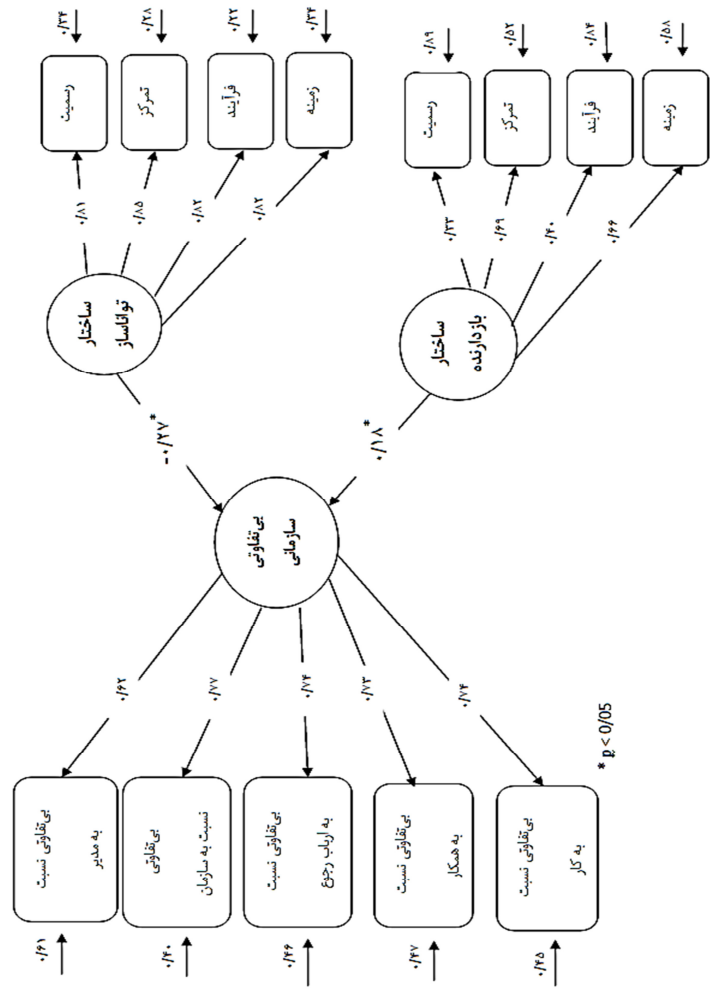 ۰/۶۱
۰/۴۰
۰/۴۶
۰/۴۷
۰/۴۵
بی‌تفاوتی نسبت
به مدیر
بی‌تفاوتی
نسبت به سازمان
بی‌تفاوتی نسبت
به ارباب رجوع
بی‌تفاوتی نسبت
به همکار
بی‌تفاوتی نسبت
به کار
۰/۶۲
۰/۷۷
۰/۷۴
۰/۷۳
۰/۷۴
* p < 0/05
بی‌تفاوتی
سازمانی
-۰/۲۷*
۰/۱۸*
ساختار
تواناساز
ساختار
بازدارنده
۰/۸۱
۰/۸۵
۰/۸۲
۰/۸۲
۰/۳۳
۰/۶۹
۰/۴۰
۰/۶۶
رسمیت
تمرکز
فرآیند
زمینه
رسمیت
تمرکز
فرآیند
زمینه
۰/۳۴
۰/۲۸
۰/۳۴
۰/۸۹
۰/۵۲
۰/۸۴
۰/۵۸